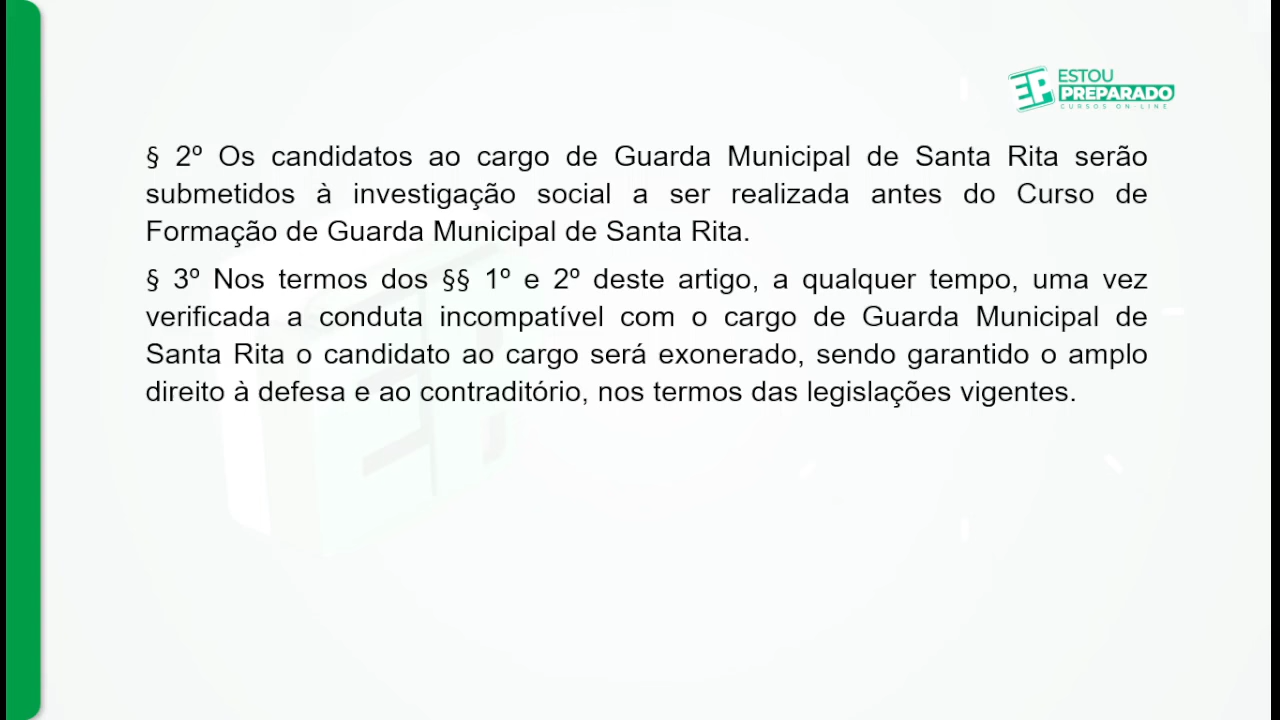 ESTOU
PREPARADO
CURSOS ON-LINE
§ 2º Os candidatos ao cargo de Guarda Municipal de Santa Rita serão
submetidos à investigação social a ser realizada antes do Curso de
Formação de Guarda Municipal de Santa Rita.
§ 3º Nos termos dos §§ 1º e 2º deste artigo, a qualquer tempo, uma vez
verificada a conduta incompatível com o cargo de Guarda Municipal de
Santa Rita o candidato ao cargo será exonerado, sendo garantido o amplo
direito à defesa e ao contraditório, nos termos das legislações vigentes.